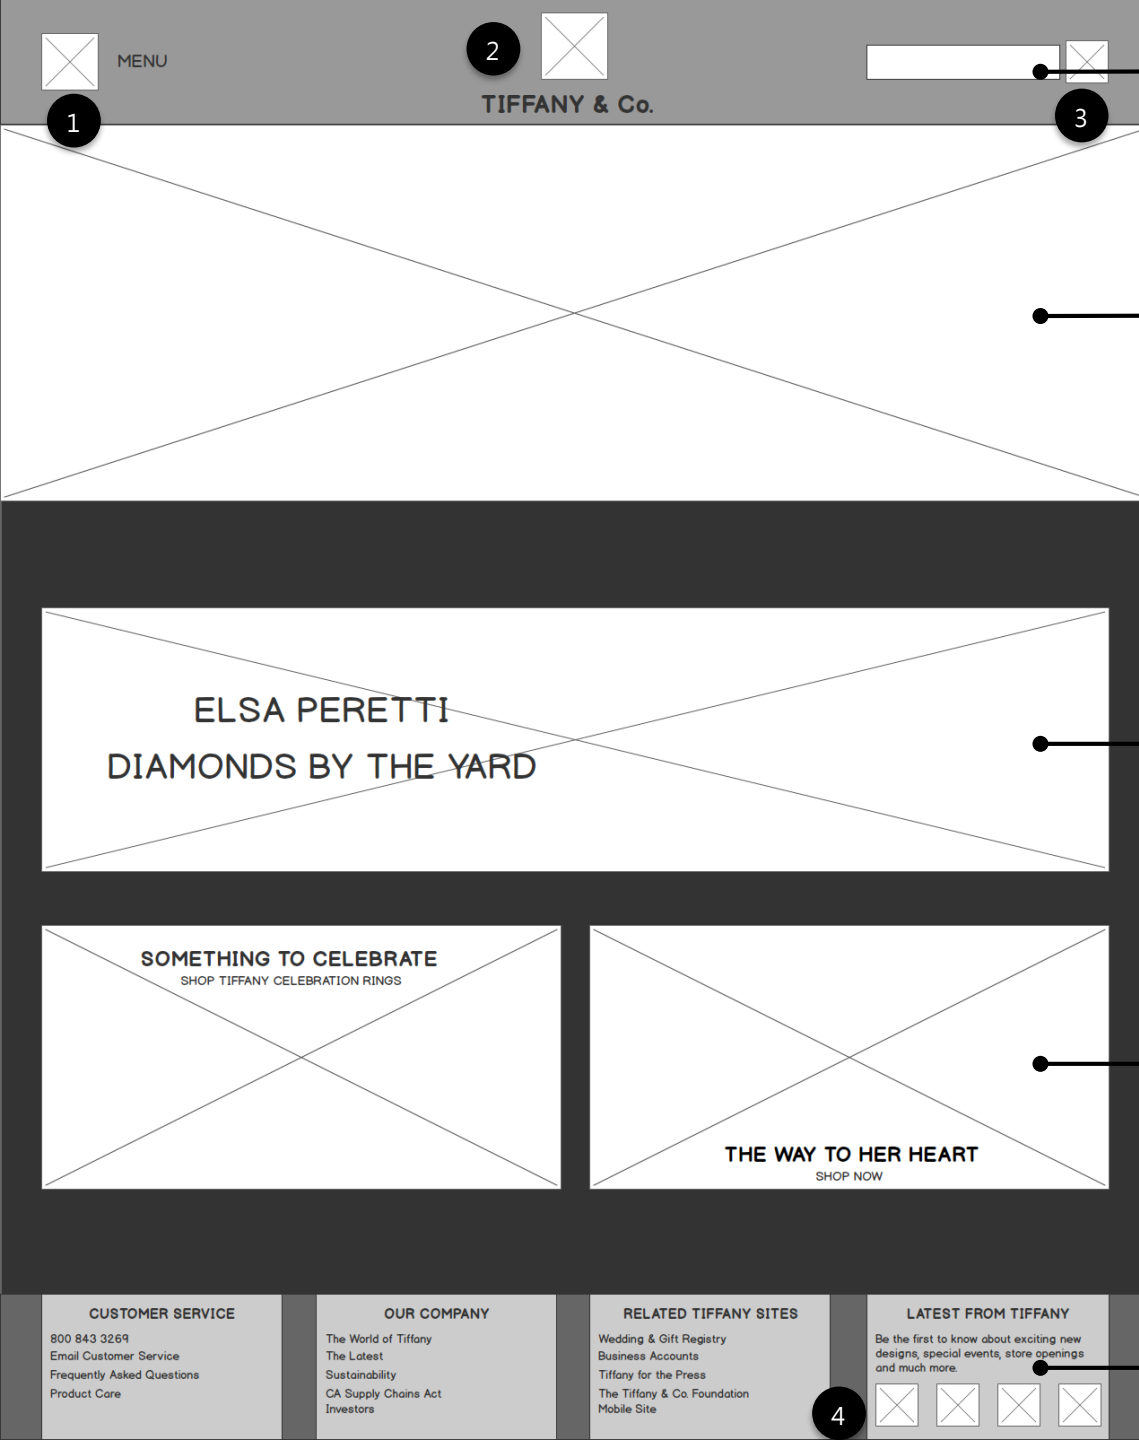 MENU
1
2
TIFFANY & Co.
3
ELSA PERETTI
DIAMONDS BY THE YARD
SOMETHING TO CELEBRATE
SHOP TIFFANY CELEBRATION RINGS
THE WAY TO HER HEART
SHOP NOW
CUSTOMER SERVICE
800 843 3269
Email Customer Service
Frequently Asked Questions
Product Care
OUR COMPANY
The World of Tiffany
The Latest
Sustainability
CA Supply Chains Act
Investors
RELATED TIFFANY SITES
Wedding & Gift Registry
Business Accounts
Tiffany for the Press
The Tiffany & Co. Foundation
Mobile Site
4
LATEST FROM TIFFANY
Be the first to know about exciting new
designs, special events, store openings
and much more.